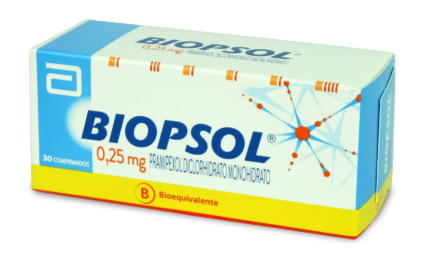 BIOPSOL®
0,25 mg PRAMIPEXOL DICLORHIDRATO MONOHIDRATO
BIOPSOL®
0,25 mg PRAMIPEXOL DICLORHIDRATO MONOHIDRATO
30 COMPRIMIDOS
B Bioequivalente